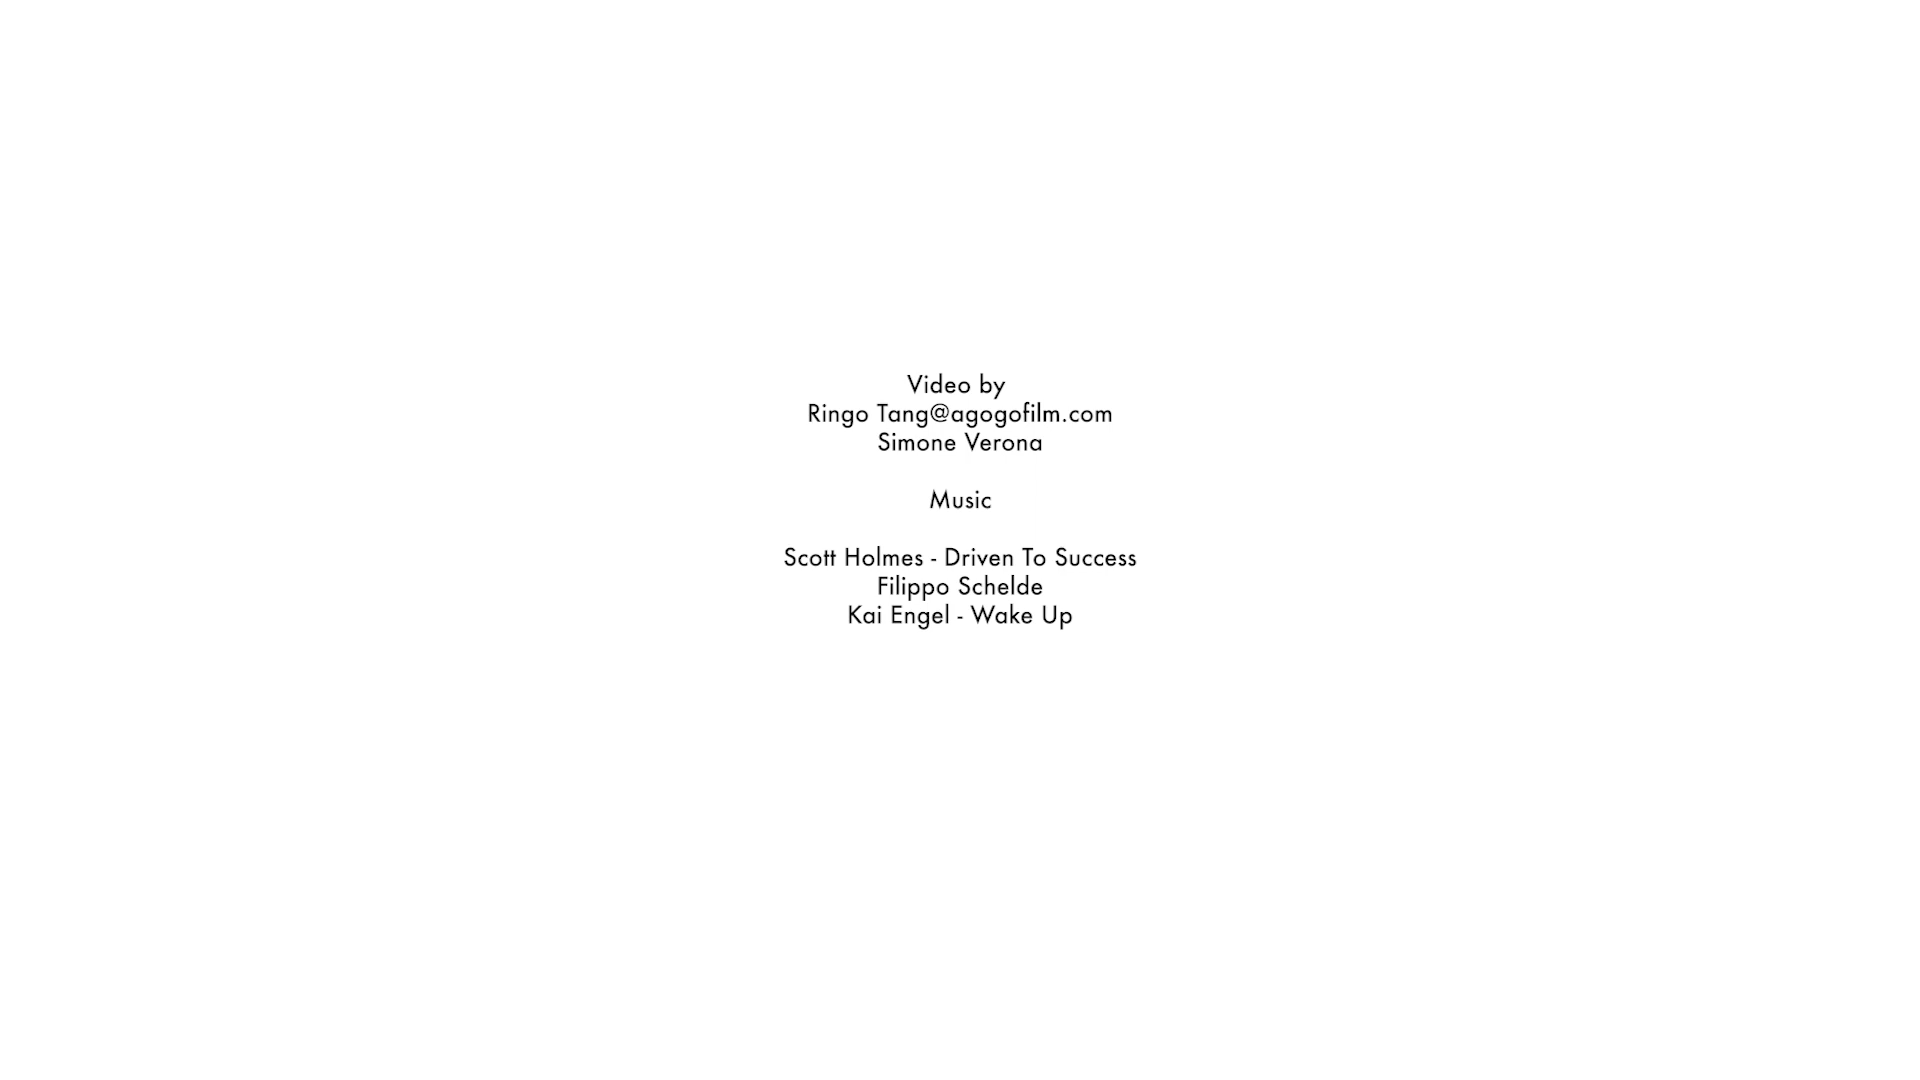 Video by
Ringo Tang@agogofilm.com
Simone Verona
Music
Scott Holmes - Driven To Success
Filippo Schelde
Kai Engel - Wake Up